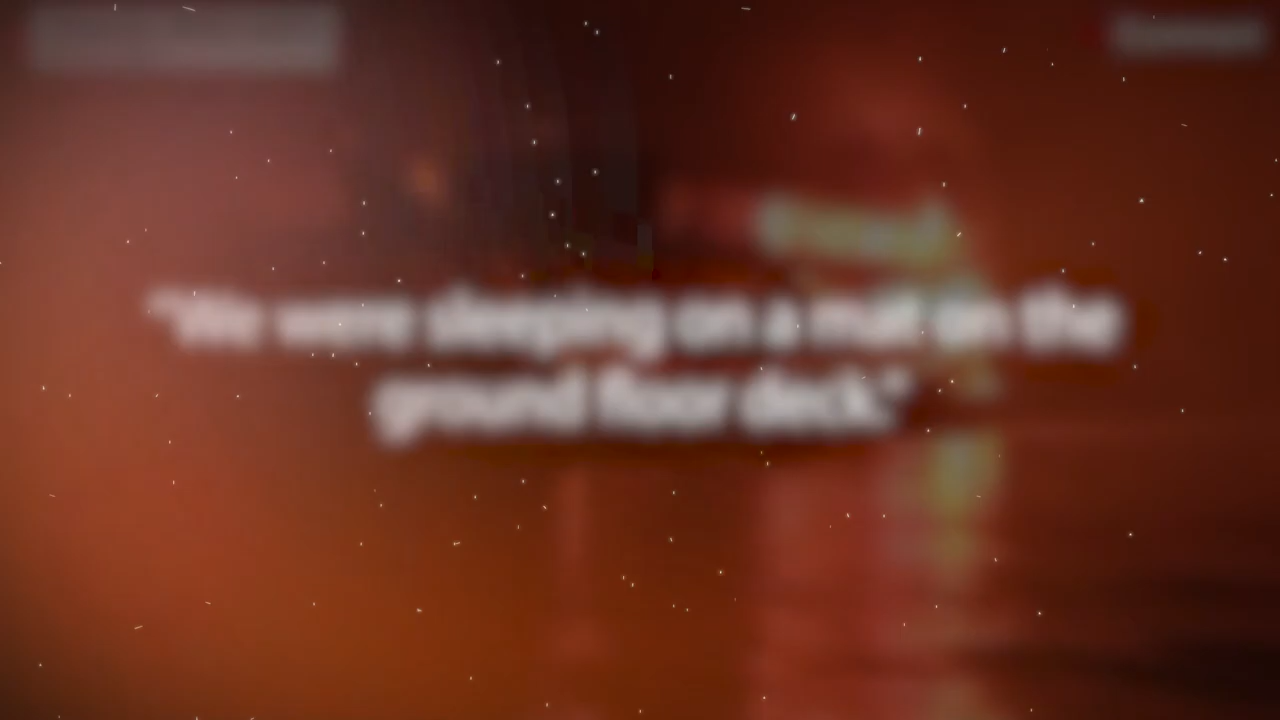 "We were sleeping on a mat on the
ground floor deck."